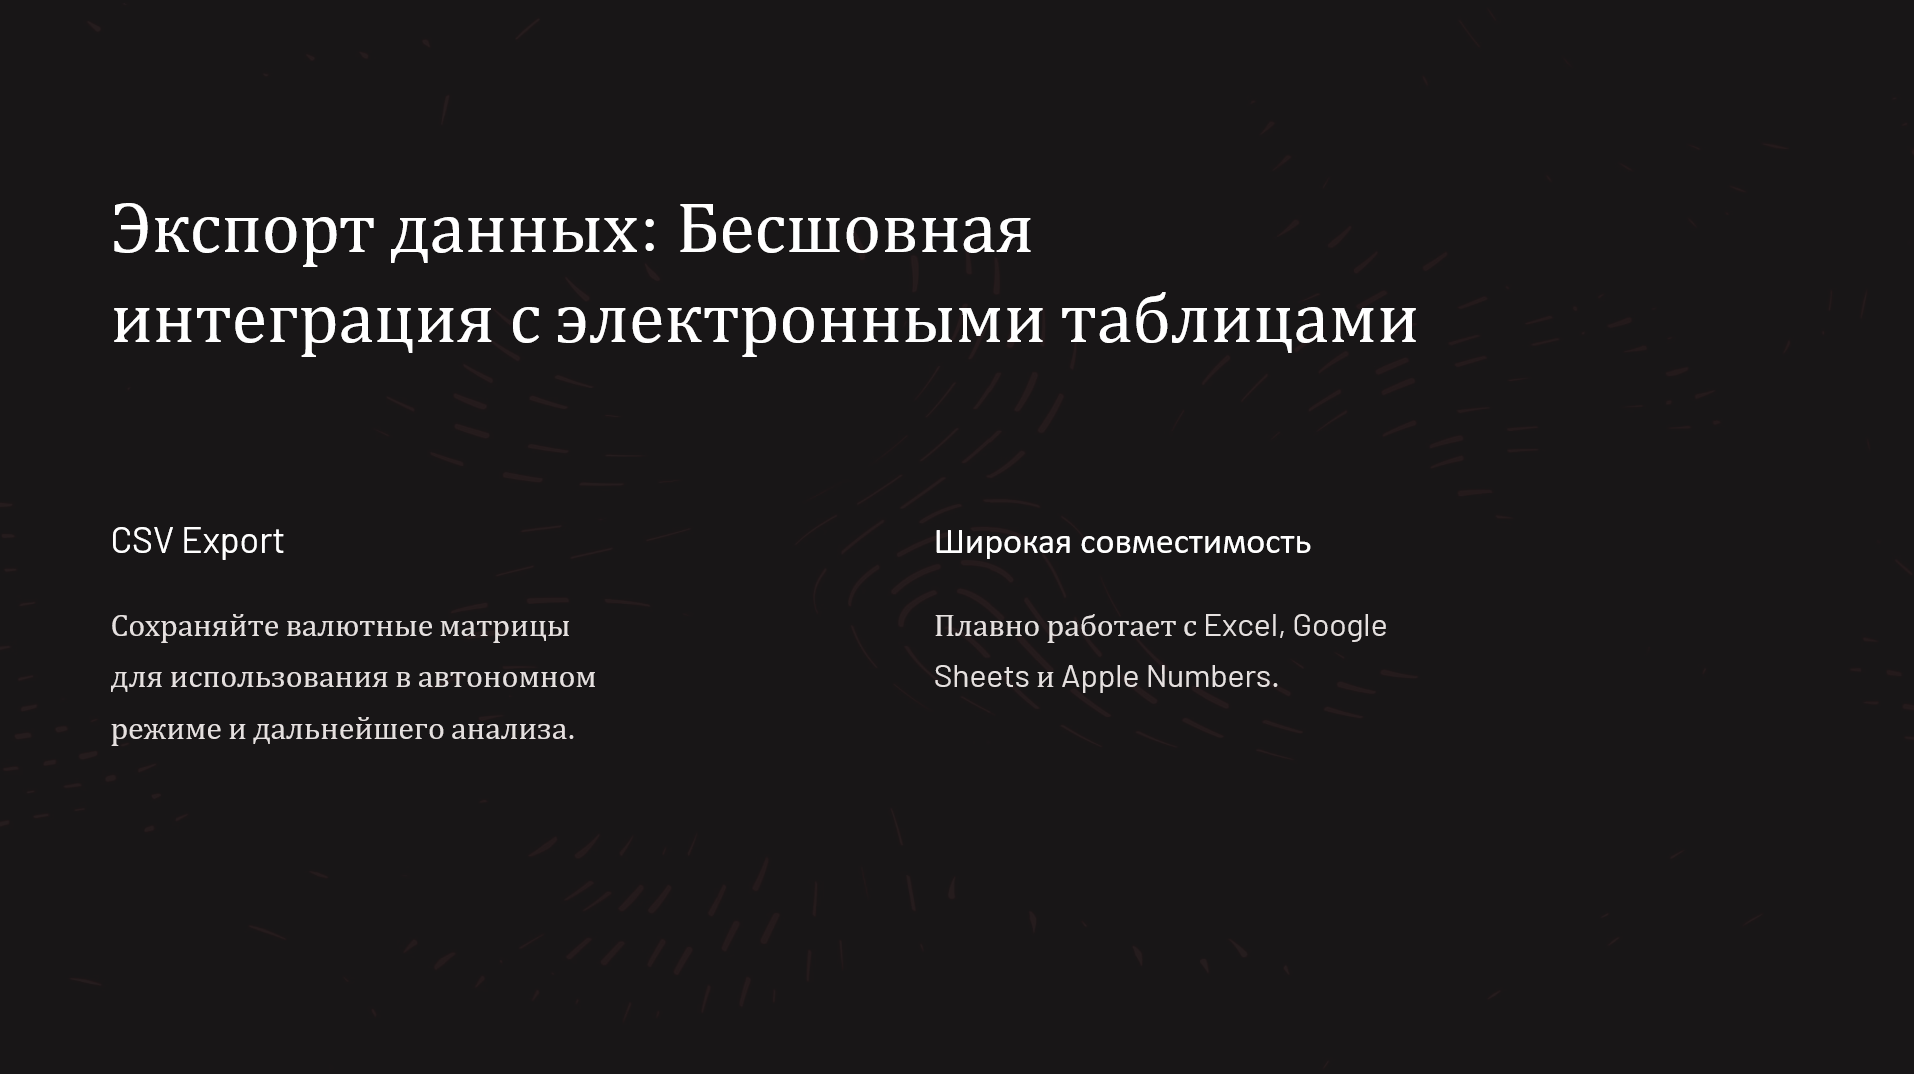 Экспорт данных: Бесшовная
интеграция с электронными таблицами
CSV Export
Сохраняйте валютные матрицы
для использования в автономном
режиме и дальнейшего анализа.
Широкая совместимость
Плавно работает с Excel, Google
Sheets и Apple Numbers.